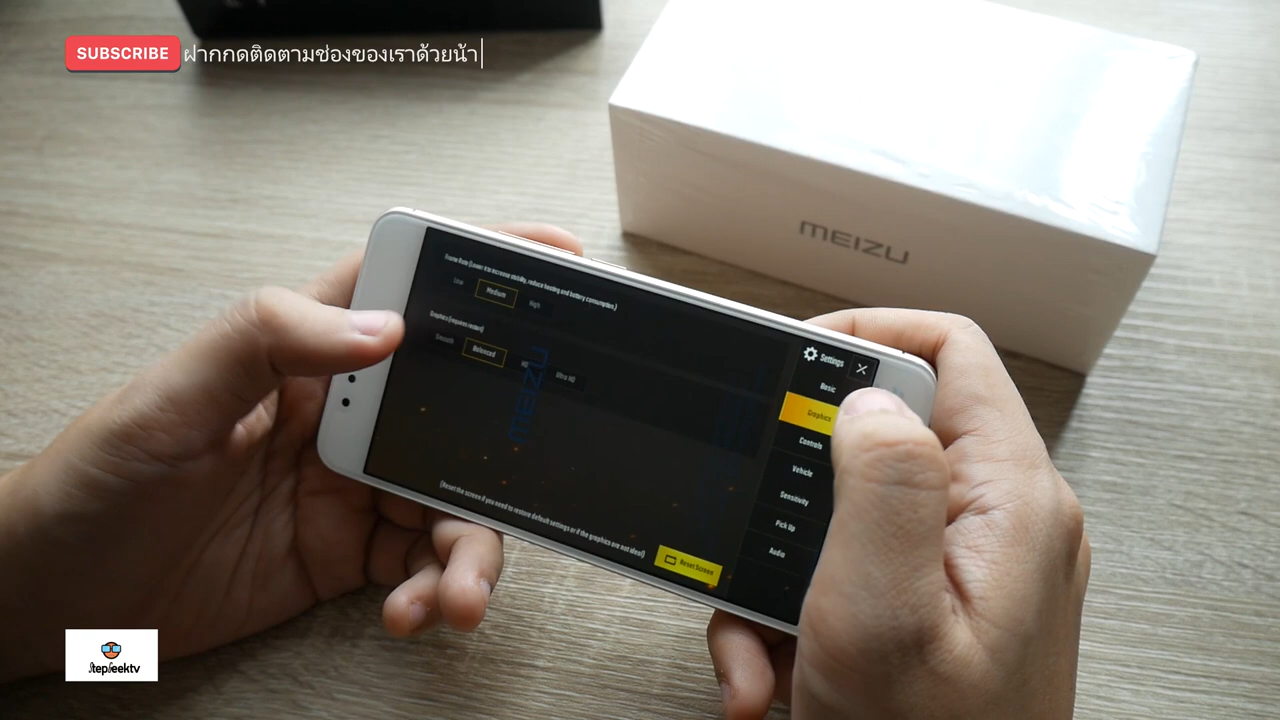 SUBSCRIBE ฝากกดติดตามช่องของเราด้วยน้า
MEIZU
Frame Rate (Lower it to increase stability, reduce heating and battery consumption.)
Low Medium High
Graphics (requires restart)
Smooth Balanced HD Ultra HD
MEIZU
(Reset the screen if you need to restore default settings or if the graphics are not ideal)
Reset Screen
Settings
Basic
Graphics
Controls
Vehicle
Sensitivity
Pick Up
Audio
StepGeektv